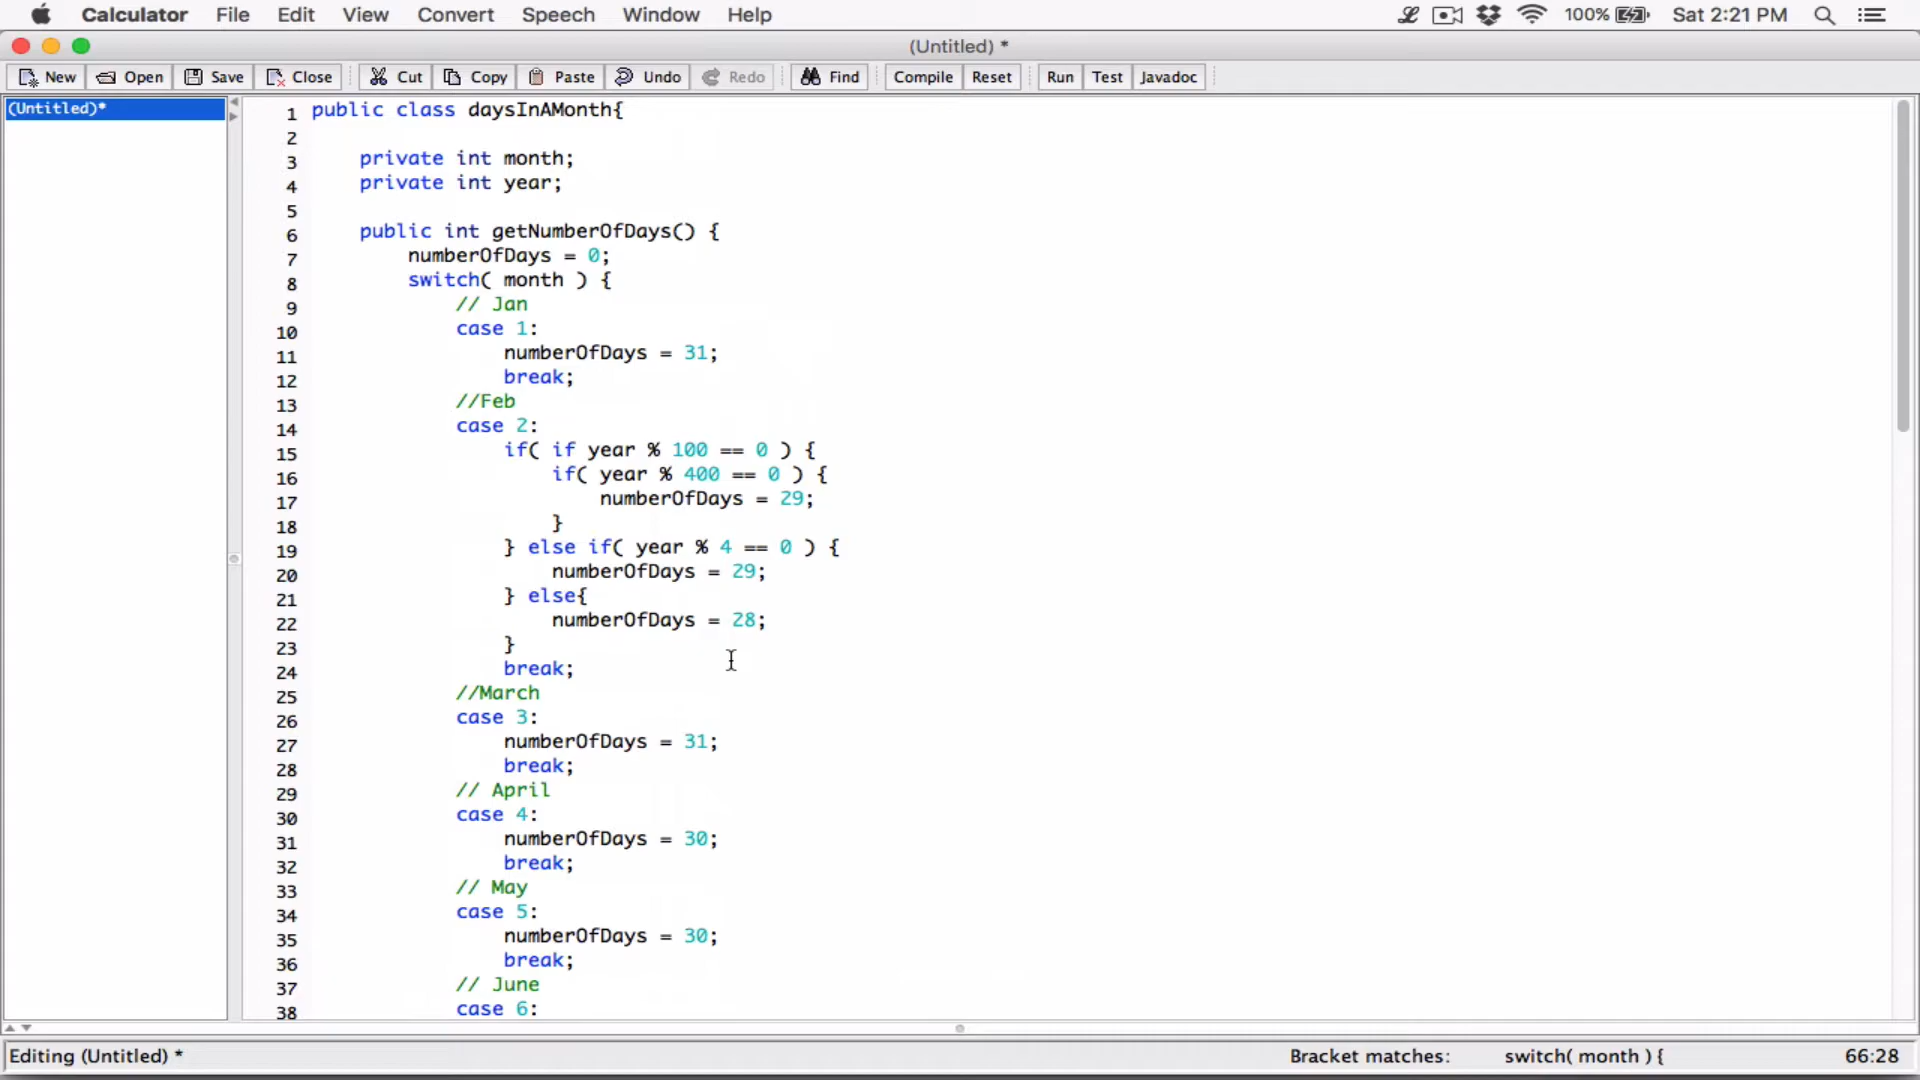 Calculator File Edit View Convert Speech Window Help 100% Sat 2:21 PM
(Untitled) *
New Open Save Close Cut Copy Paste Undo Redo Find Compile Reset Run Test Javadoc
(Untitled)*
1 public class daysInAMonth{
2
3 private int month;
4 private int year;
5
6 public int getNumberOfDays() {
7 numberOfDays = 0;
8 switch( month ) {
9 // Jan
10 case 1:
11 numberOfDays = 31;
12 break;
13 //Feb
14 case 2:
15 if( if year % 100 == 0 ) {
16 if( year % 400 == 0 ) {
17 numberOfDays = 29;
18 }
19 } else if( year % 4 == 0 ) {
20 numberOfDays = 29;
21 } else{
22 numberOfDays = 28;
23 }
24 break;
25 //March
26 case 3:
27 numberOfDays = 31;
28 break;
29 // April
30 case 4:
31 numberOfDays = 30;
32 break;
33 // May
34 case 5:
35 numberOfDays = 30;
36 break;
37 // June
38 case 6:
Editing (Untitled) * Bracket matches: switch( month ) { 66:28